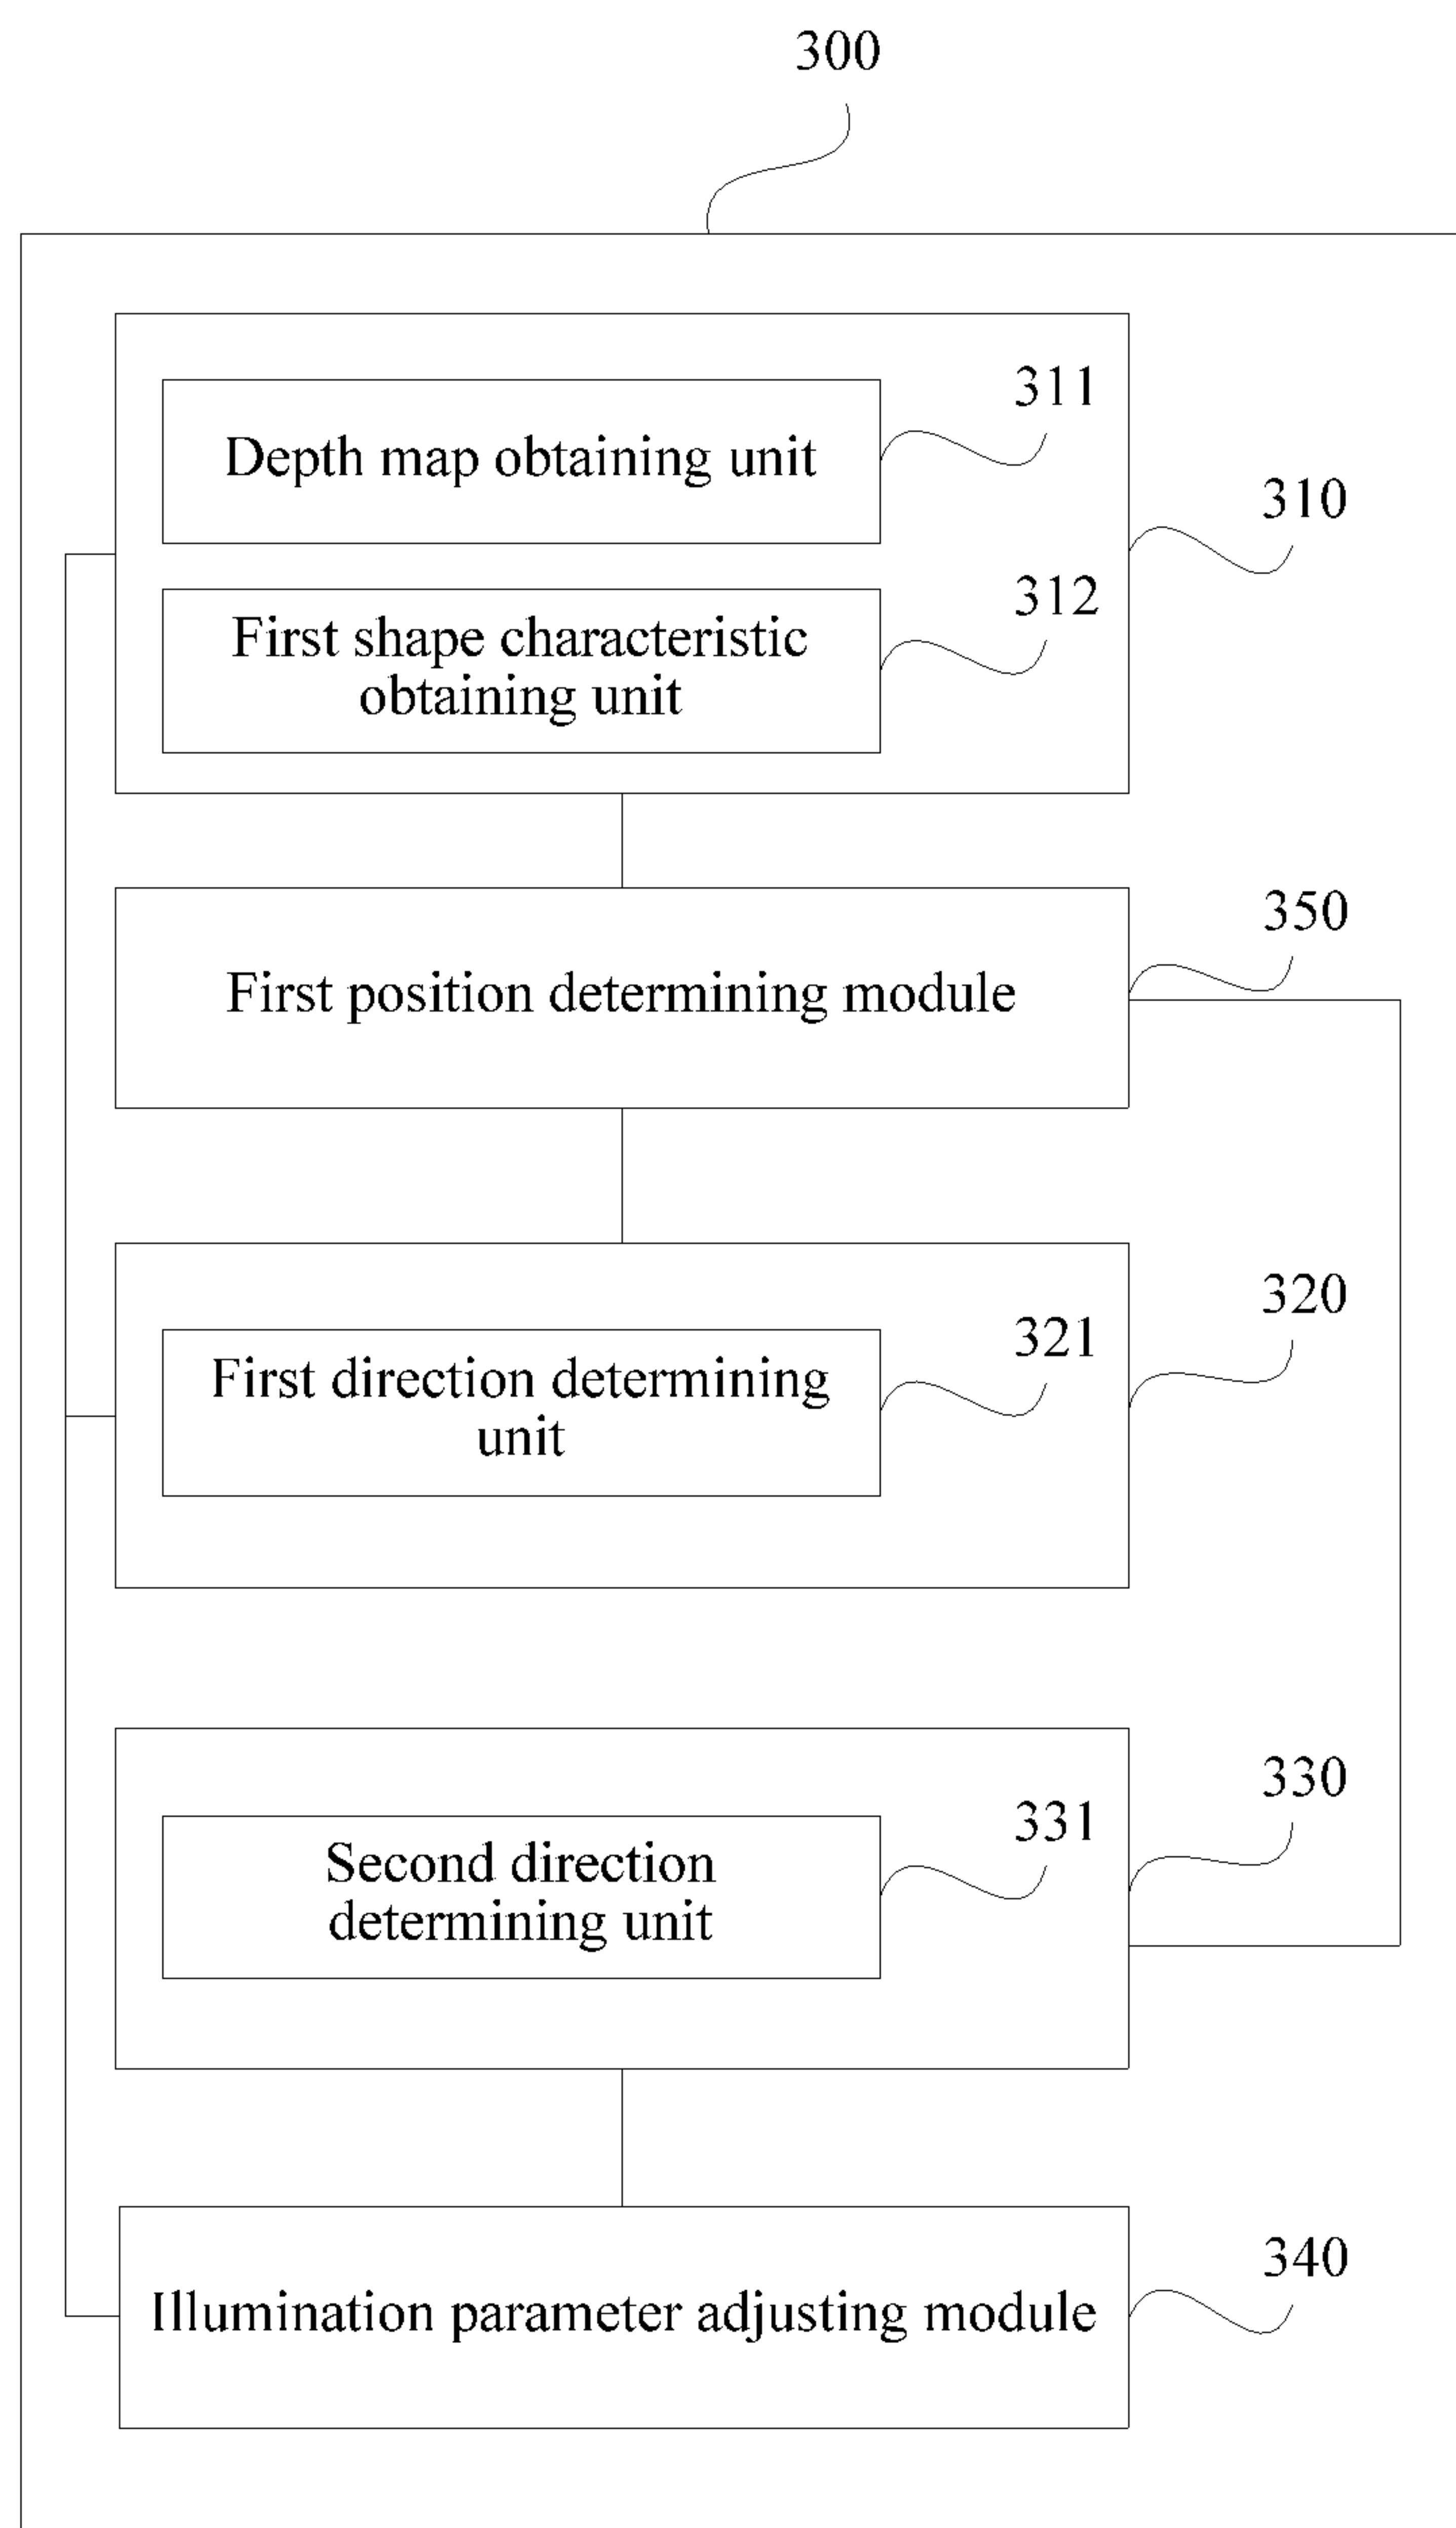 300
311
Depth map obtaining unit
310
312
First shape characteristic
obtaining unit
350
First position determining module
320
321
First direction determining
unit
330
331
Second direction
determining unit
340
Illumination parameter adjusting module